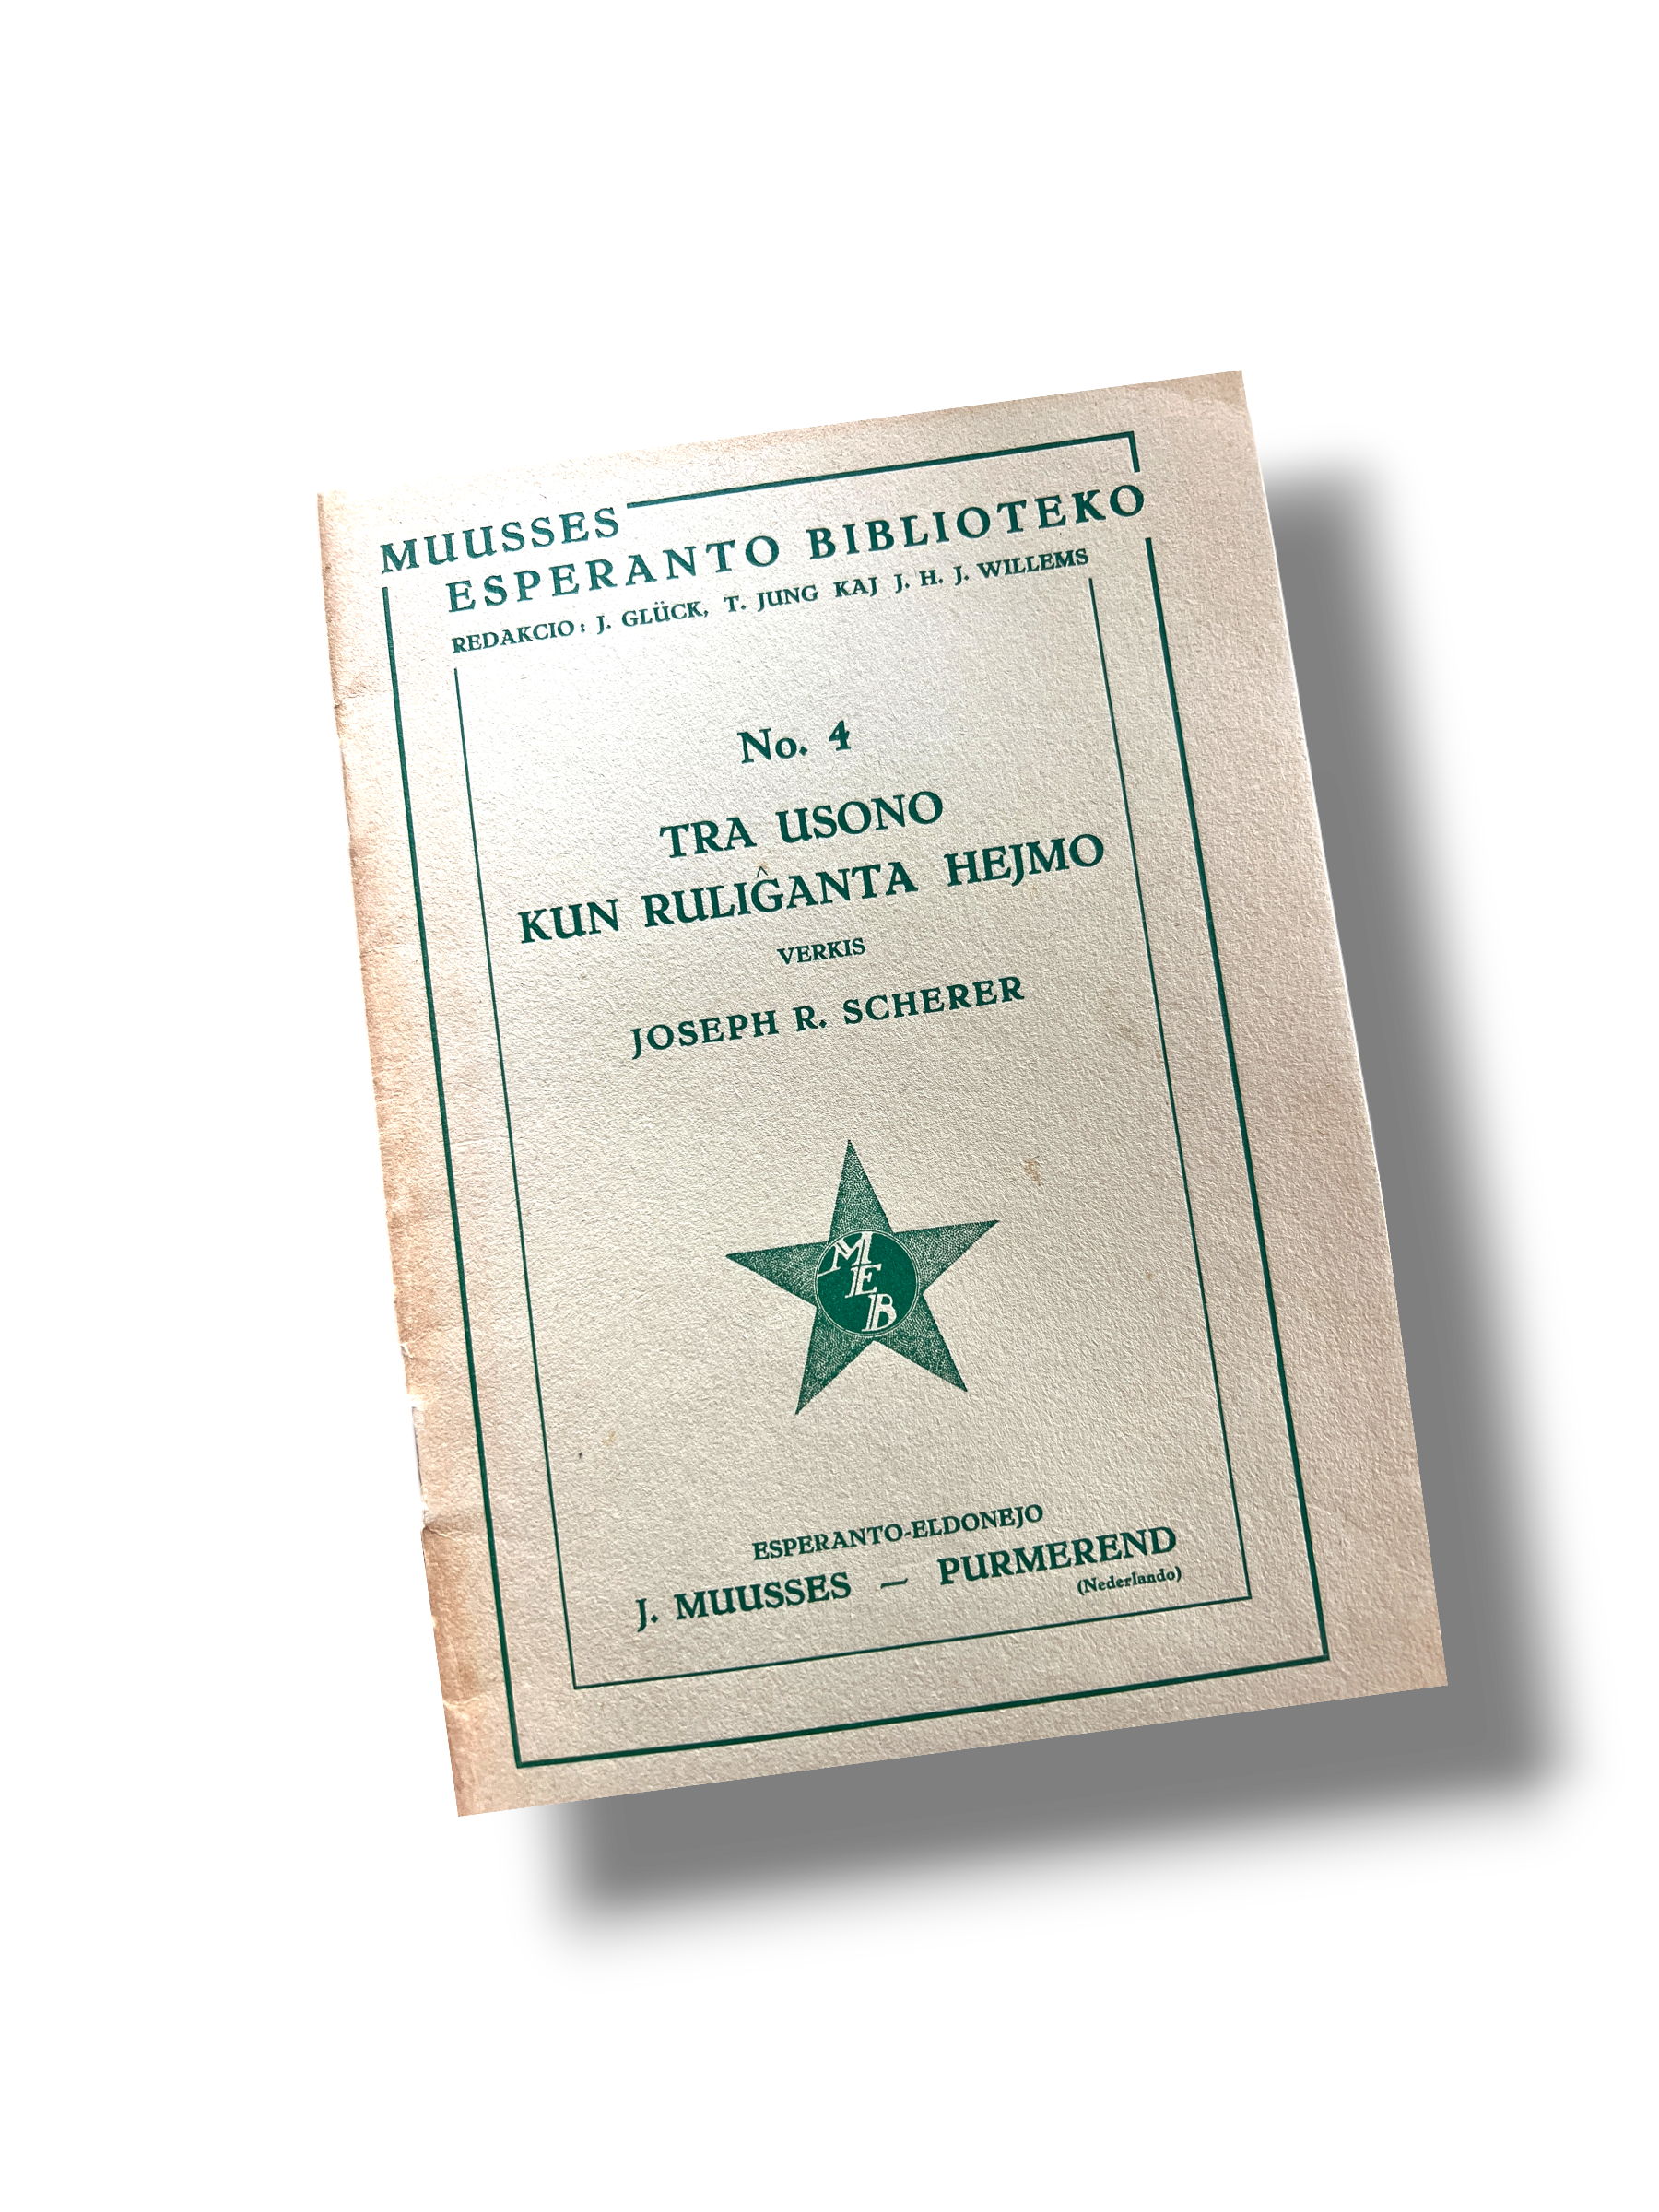 MUUSSES
ESPERANTO BIBLIOTEKO
REDAKCIO: J. GLÜCK, T. JUNG KAJ J. H. J. WILLEMS
No. 4
TRA USONO
KUN RULIĜANTA HEJMO
VERKIS
JOSEPH R. SCHERER
M
E
B
ESPERANTO-ELDONEJO
J. MUUSSES — PURMEREND
(Nederlando)